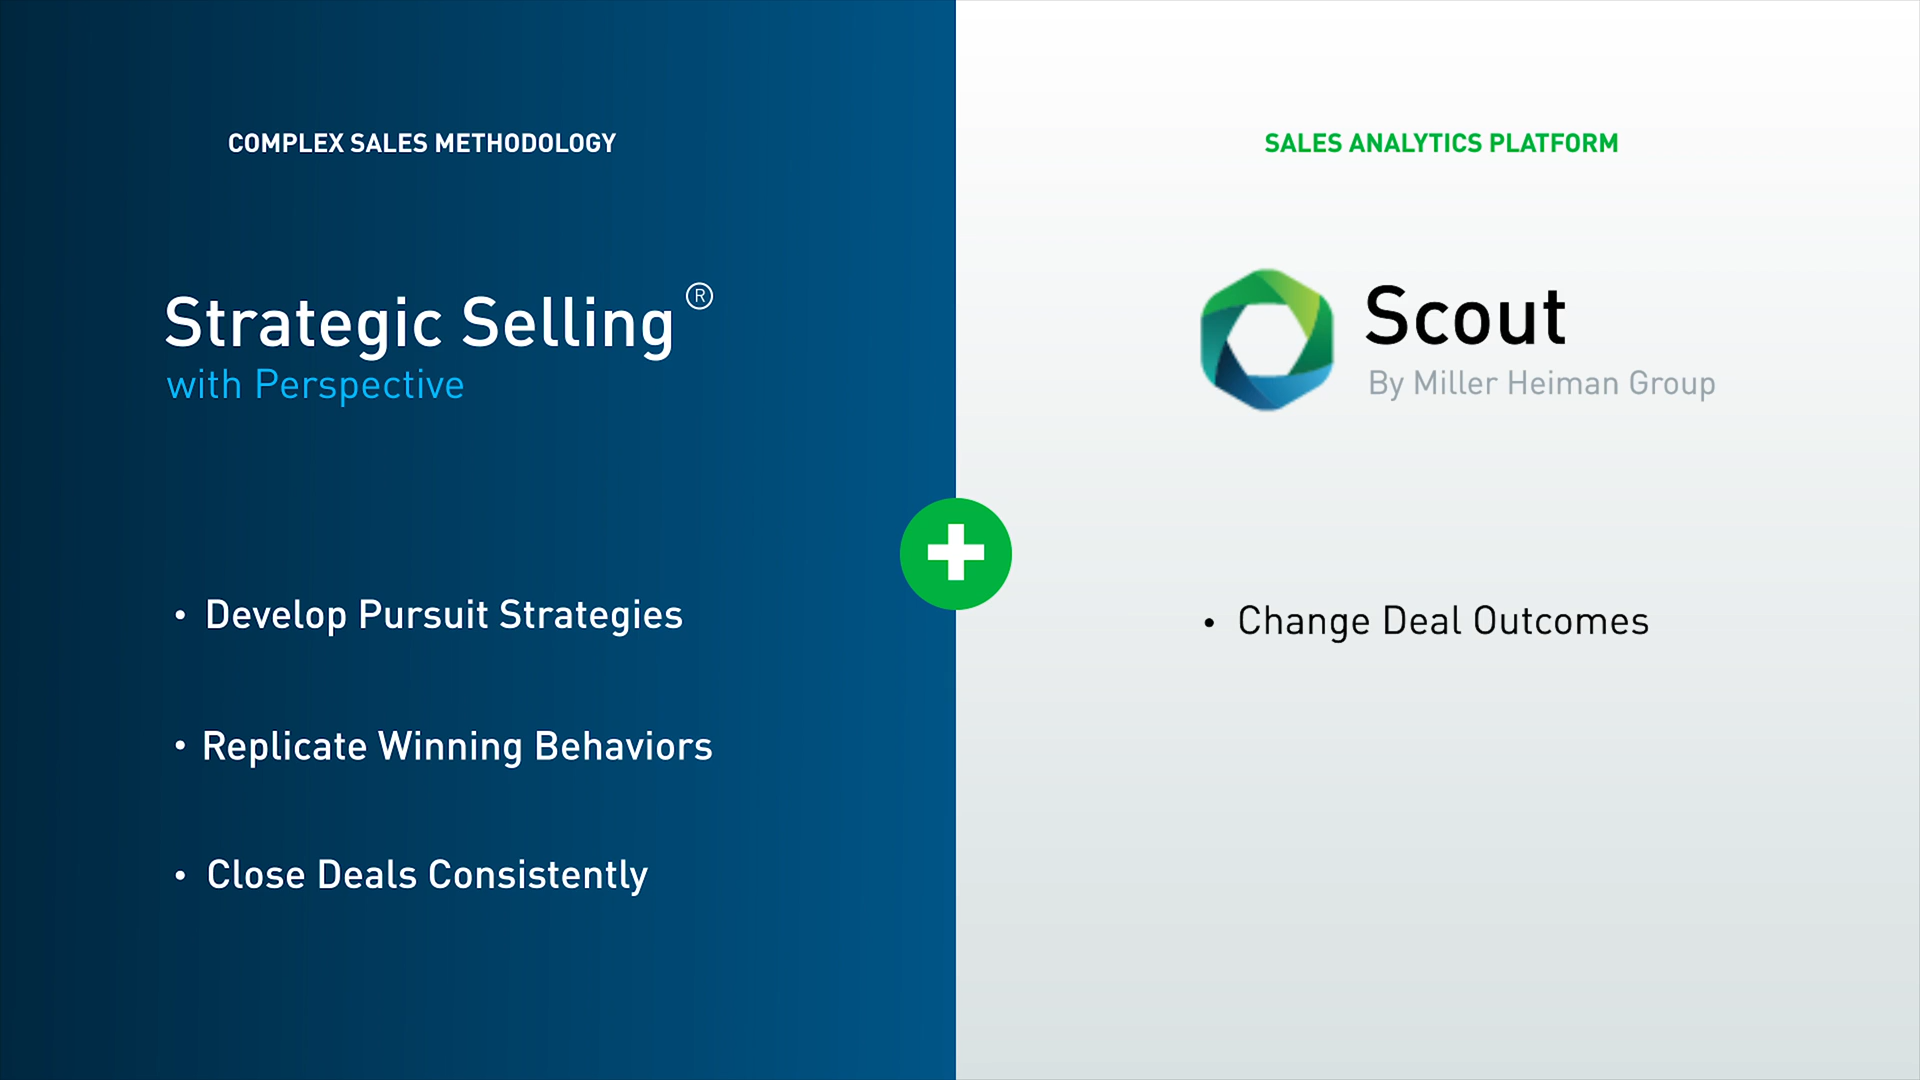 COMPLEX SALES METHODOLOGY
Strategic Selling ®
with Perspective
• Develop Pursuit Strategies
• Replicate Winning Behaviors
• Close Deals Consistently
SALES ANALYTICS PLATFORM
Scout
By Miller Heiman Group
• Change Deal Outcomes